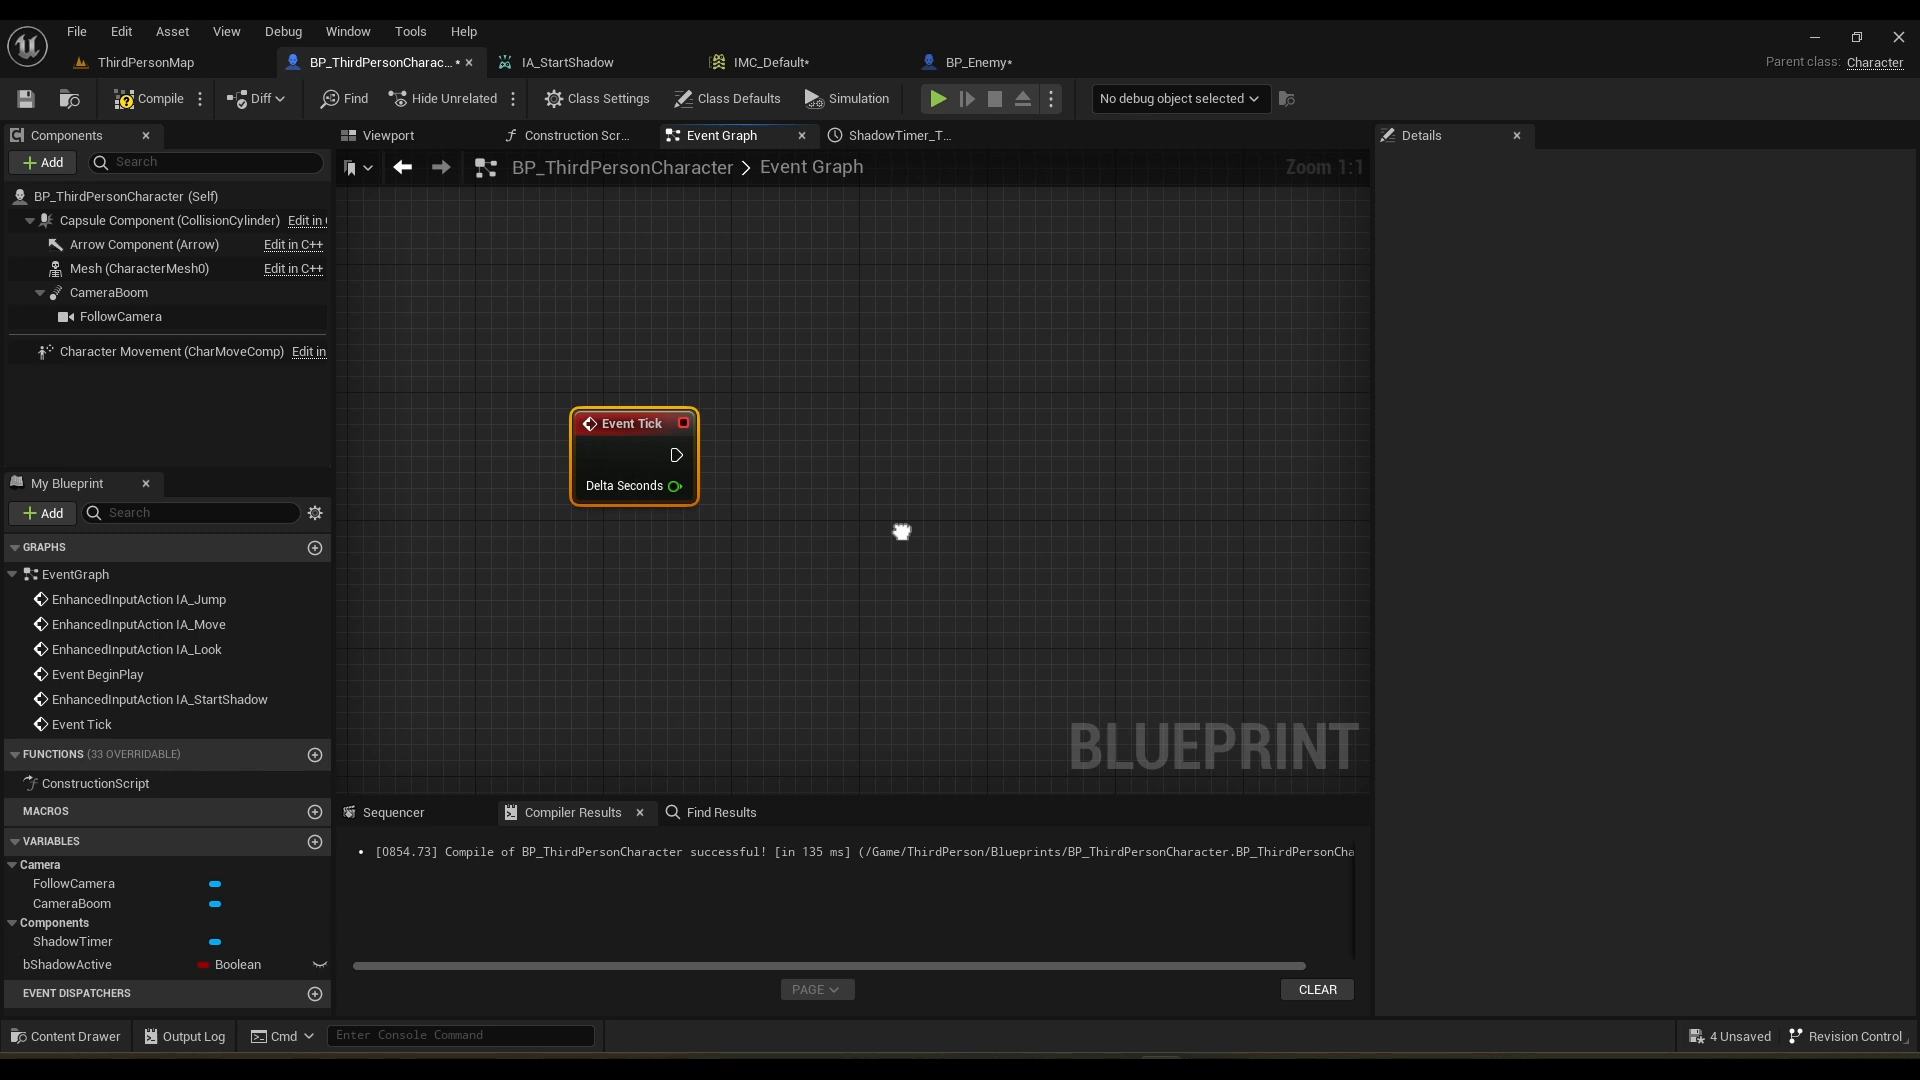 File Edit Asset View Window Debug Tools Help
ThirdPersonMap BP_ThirdPersonCharac... * IA_StartShadow IMC_Default* BP_Enemy* Parent class: Character
Compile Diff Find Hide Unrelated Class Settings Class Defaults Simulation No debug object selected
Components Viewport Construction Scr... Event Graph ShadowTimer_T... Details
Add Search
BP_ThirdPersonCharacter > Event Graph Zoom 1:1
BP_ThirdPersonCharacter (Self)
Capsule Component (CollisionCylinder) Edit in
Arrow Component (Arrow) Edit in C++
Mesh (CharacterMesh0) Edit in C++
CameraBoom
FollowCamera
Character Movement (CharMoveComp) Edit in
Event Tick
Delta Seconds
My Blueprint
Add Search
GRAPHS
EventGraph
EnhancedInputAction IA_Jump
EnhancedInputAction IA_Move
EnhancedInputAction IA_Look
Event BeginPlay
EnhancedInputAction IA_StartShadow
Event Tick
FUNCTIONS (33 OVERRIDABLE)
ConstructionScript
MACROS
VARIABLES
Camera
FollowCamera
CameraBoom
Components
ShadowTimer
bShadowActive Boolean
EVENT DISPATCHERS
BLUEPRINT
Sequencer Compiler Results Find Results
[0854.73] Compile of BP_ThirdPersonCharacter successful! [in 135 ms] (/Game/ThirdPerson/Blueprints/BP_ThirdPersonCharacter.BP_ThirdPersonCha
PAGE CLEAR
Content Drawer Output Log Cmd Enter Console Command 4 Unsaved Revision Control